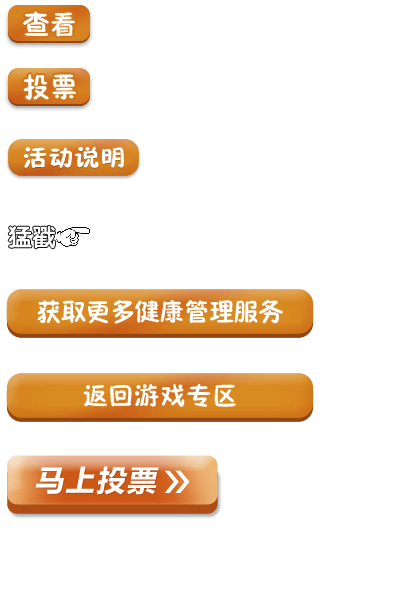 查看
投票
活动说明
猛戳
获取更多健康管理服务
返回游戏专区
马上投票